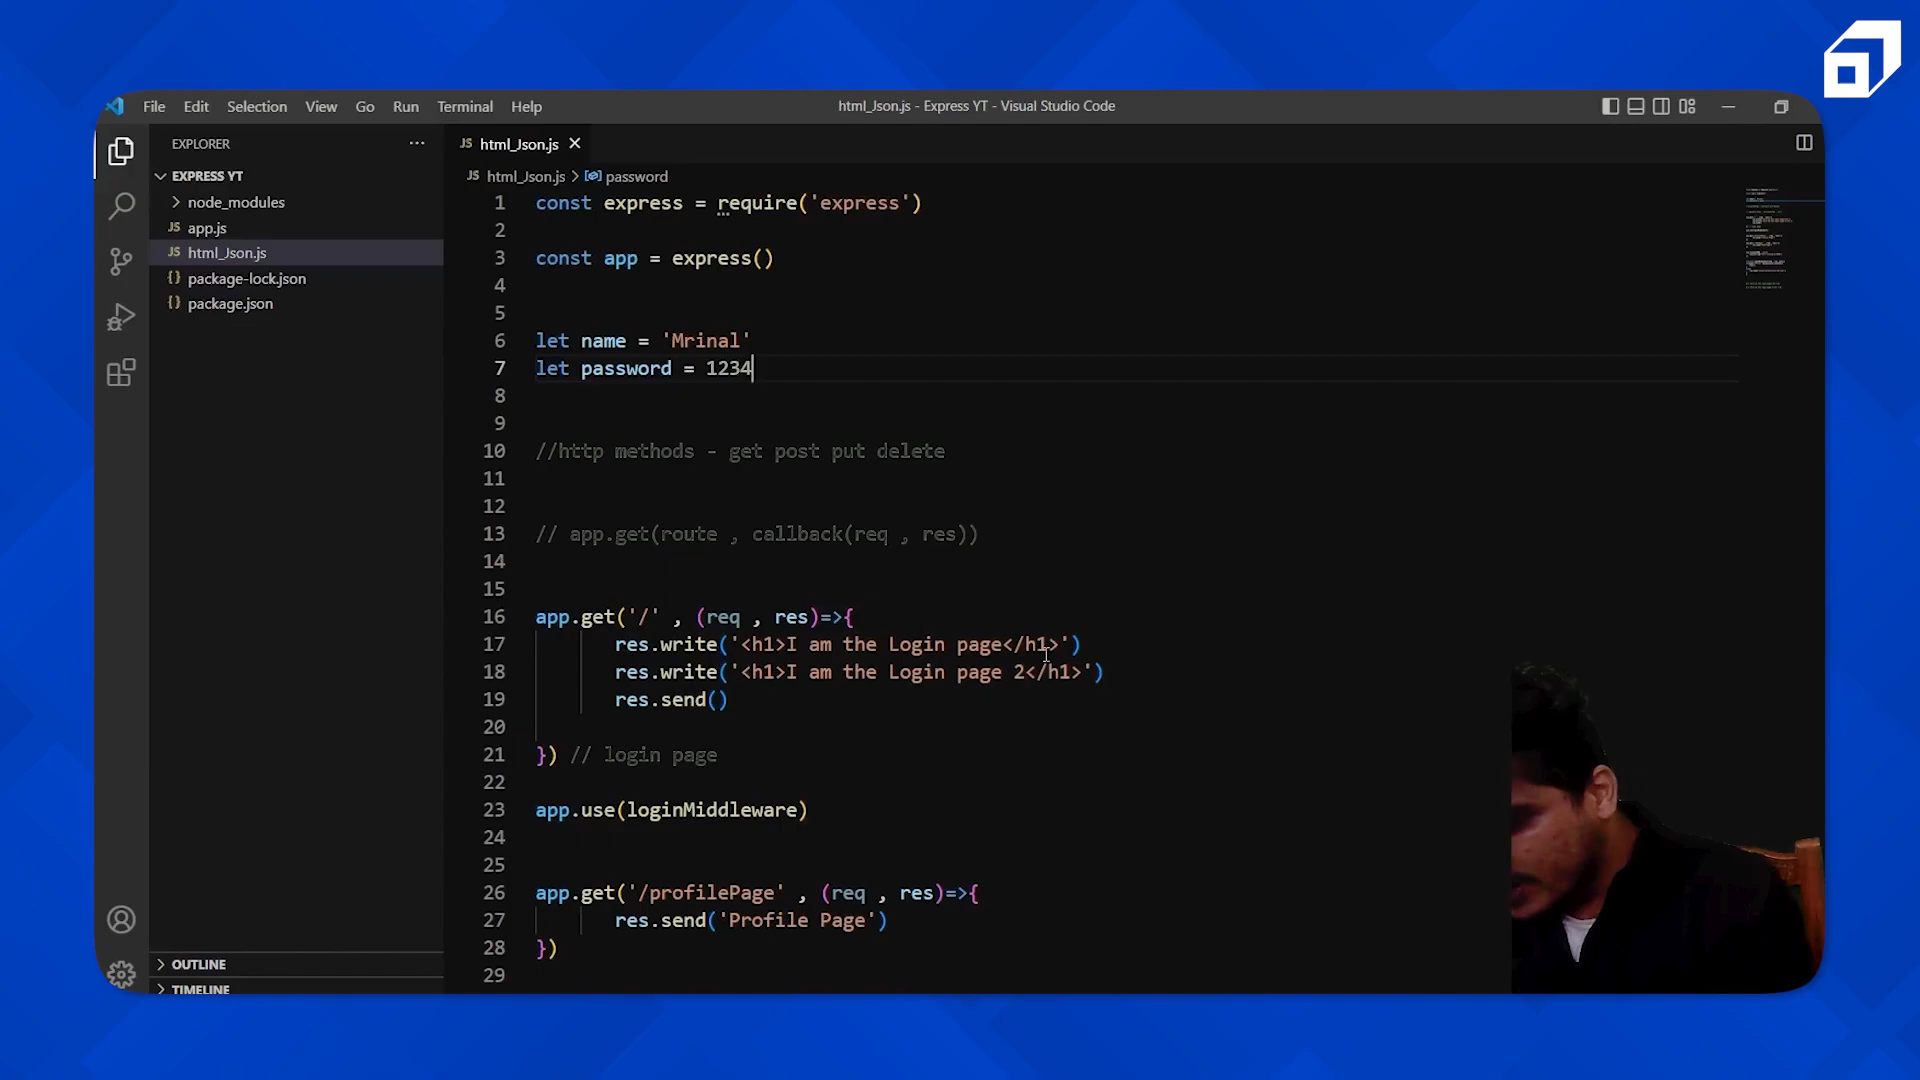 File Edit Selection View Go Run Terminal Help
html_Json.js - Express YT - Visual Studio Code
EXPLORER
EXPRESS YT
node_modules
JS app.js
JS html_Json.js
{} package-lock.json
{} package.json
OUTLINE
TIMELINE
JS html_Json.js
JS html_Json.js > password
1 const express = require('express')
2
3 const app = express()
4
5
6 let name = 'Mrinal'
7 let password = 1234
8
9
10 //http methods - get post put delete
11
12
13 // app.get(route , callback(req , res))
14
15
16 app.get('/' , (req , res)=>{
17 res.write('<h1>I am the Login page</h1>')
18 res.write('<h1>I am the Login page 2</h1>')
19 res.send()
20
21 }) // login page
22
23 app.use(loginMiddleware)
24
25
26 app.get('/profilePage' , (req , res)=>{
27 res.send('Profile Page')
28 })
29